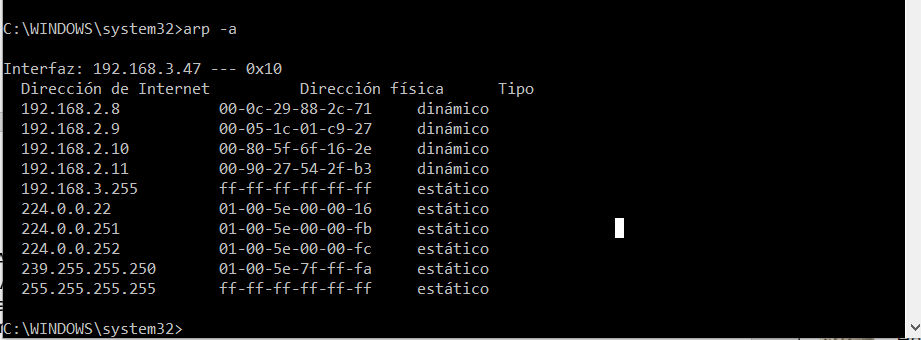 C:\WINDOWS\system32>arp -a
Interfaz: 192.168.3.47 --- 0x10
Dirección de Internet          Dirección física      Tipo
192.168.2.8           00-0c-29-88-2c-71     dinámico
192.168.2.9           00-05-1c-01-c9-27     dinámico
192.168.2.10          00-80-5f-6f-16-2e     dinámico
192.168.2.11          00-90-27-54-2f-b3     dinámico
192.168.3.255         ff-ff-ff-ff-ff-ff     estático
224.0.0.22            01-00-5e-00-00-16     estático
224.0.0.251           01-00-5e-00-00-fb     estático
224.0.0.252           01-00-5e-00-00-fc     estático
239.255.255.250       01-00-5e-7f-ff-fa     estático
255.255.255.255       ff-ff-ff-ff-ff-ff     estático
C:\WINDOWS\system32>